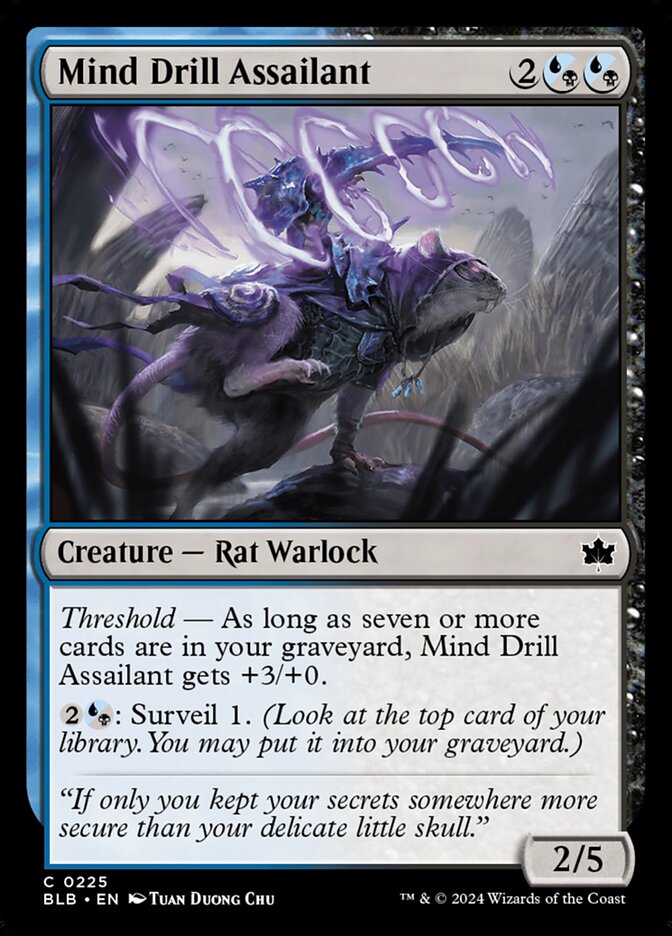 Mind Drill Assailant 2
Creature — Rat Warlock
Threshold — As long as seven or more
cards are in your graveyard, Mind Drill
Assailant gets +3/+0.
2: Surveil 1. (Look at the top card of your
library. You may put it into your graveyard.)
“If only you kept your secrets somewhere more
secure than your delicate little skull.”
2/5
C 0225
BLB • EN Tuan Duong Chu
™ & © 2024 Wizards of the Coast